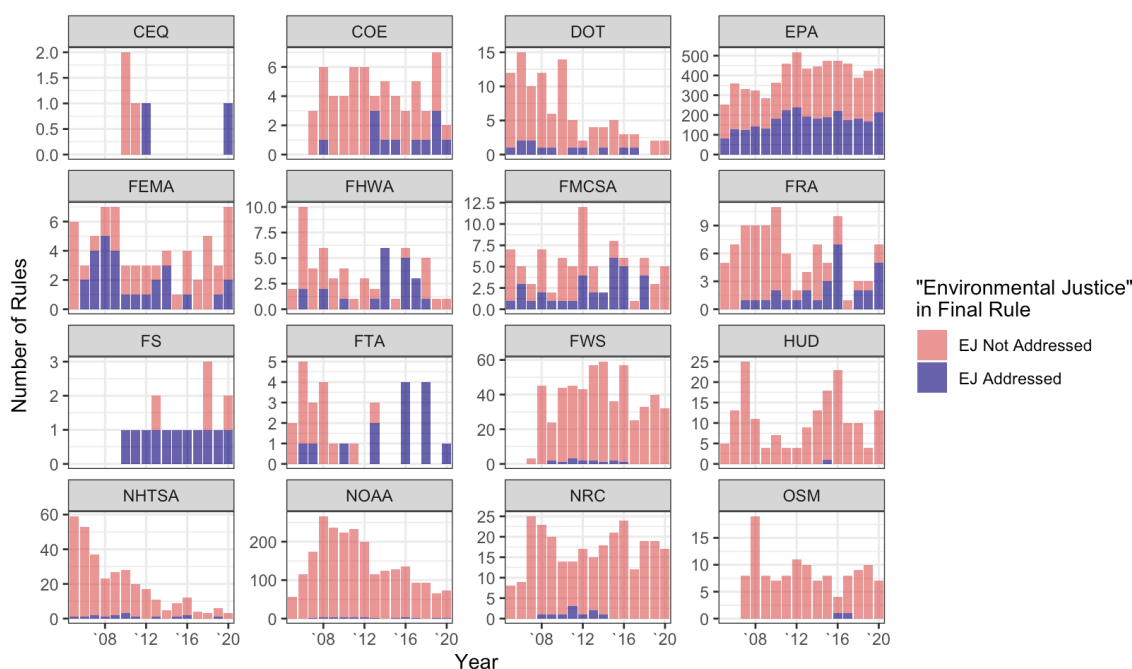 CEQ COE DOT EPA
2.0 1.5 1.0 0.5 0.0
6 4 2 0
15 10 5 0
500 400 300 200 100 0
FEMA FHWA FMCSA FRA
6 4 2 0
10.0 7.5 5.0 2.5 0.0
12.5 10.0 7.5 5.0 2.5 0.0
9 6 3 0
FS FTA FWS HUD
3 2 1 0
5 4 3 2 1 0
60 40 20 0
25 20 15 10 5 0
NHTSA NOAA NRC OSM
60 40 20 0
200 100 0
25 20 15 10 5 0
15 10 5 0
`08 `12 `16 `20 `08 `12 `16 `20 `08 `12 `16 `20 `08 `12 `16 `20
Year
Number of Rules
"Environmental Justice"
in Final Rule
EJ Not Addressed
EJ Addressed